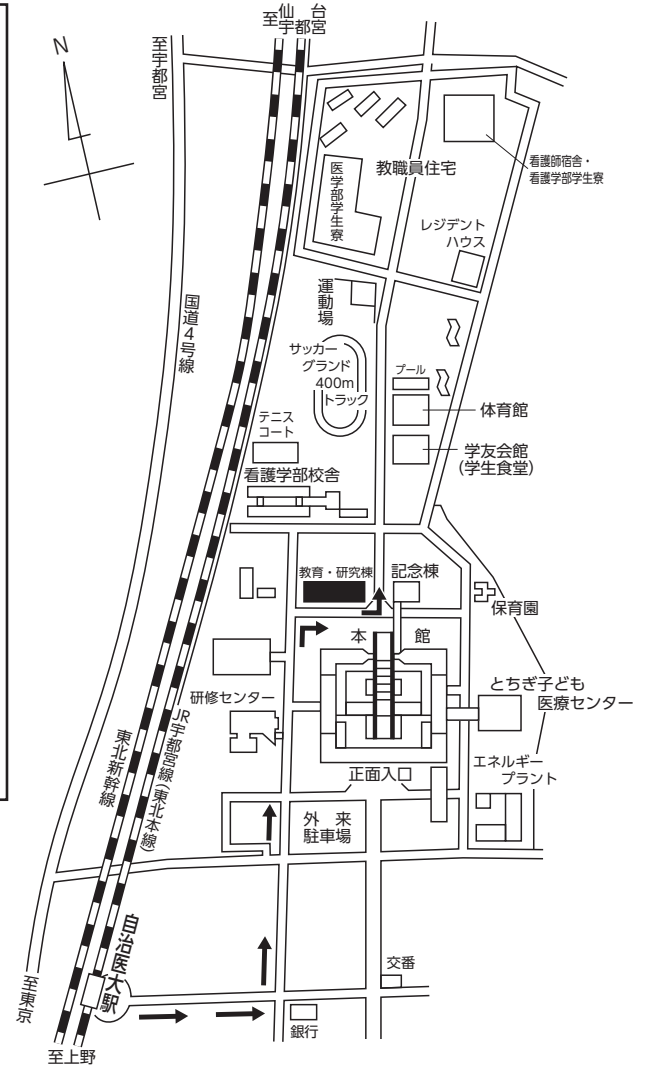 至仙台
宇都宮
N
至宇都宮
看護師宿舎・
看護学部学生寮
教職員住宅
医学部学生寮
レジデント
ハウス
運動場
国道4号線
サッカー
グランド
400m
トラック
プール
テニス
コート
体育館
学友会館
(学生食堂)
看護学部校舎
教育・研究棟
記念棟
保育園
本館
とちぎ子ども
医療センター
研修センター
JR宇都宮線(東北本線)
東北新幹線
エネルギー
プラント
正面入口
外来
駐車場
自治医大駅
交番
至東京
銀行
至上野